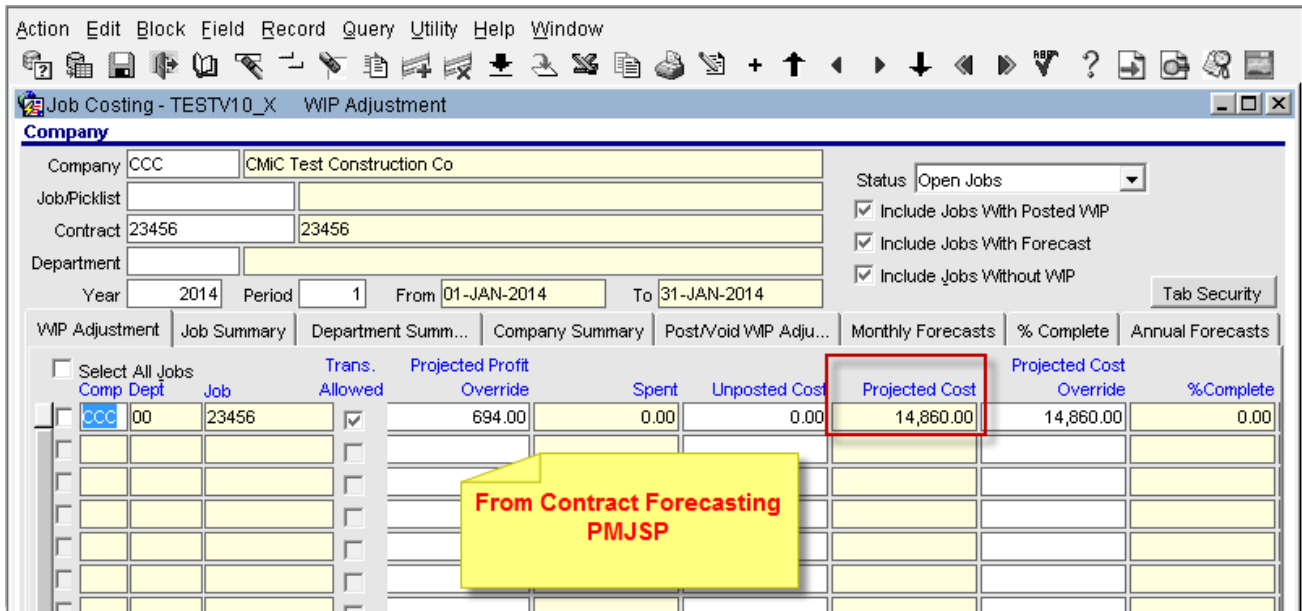 Action Edit Block Field Record Query Utility Help Window
Job Costing - TESTV10_X WIP Adjustment
Company
Company CCC CMiC Test Construction Co
Status Open Jobs
Job/Picklist
Include Jobs With Posted WIP
Contract 23456 23456
Include Jobs With Forecast
Department
Include Jobs Without WIP
Year 2014 Period 1 From 01-JAN-2014 To 31-JAN-2014
Tab Security
WIP Adjustment Job Summary Department Summ... Company Summary Post/Void WIP Adju... Monthly Forecasts % Complete Annual Forecasts
Select All Jobs Trans. Projected Profit Projected Cost
Comp Dept Job Allowed Override Spent Unposted Cost Projected Cost Override %Complete
CCC 00 23456 694.00 0.00 0.00 14,860.00 14,860.00 0.00
From Contract Forecasting
PMJSP